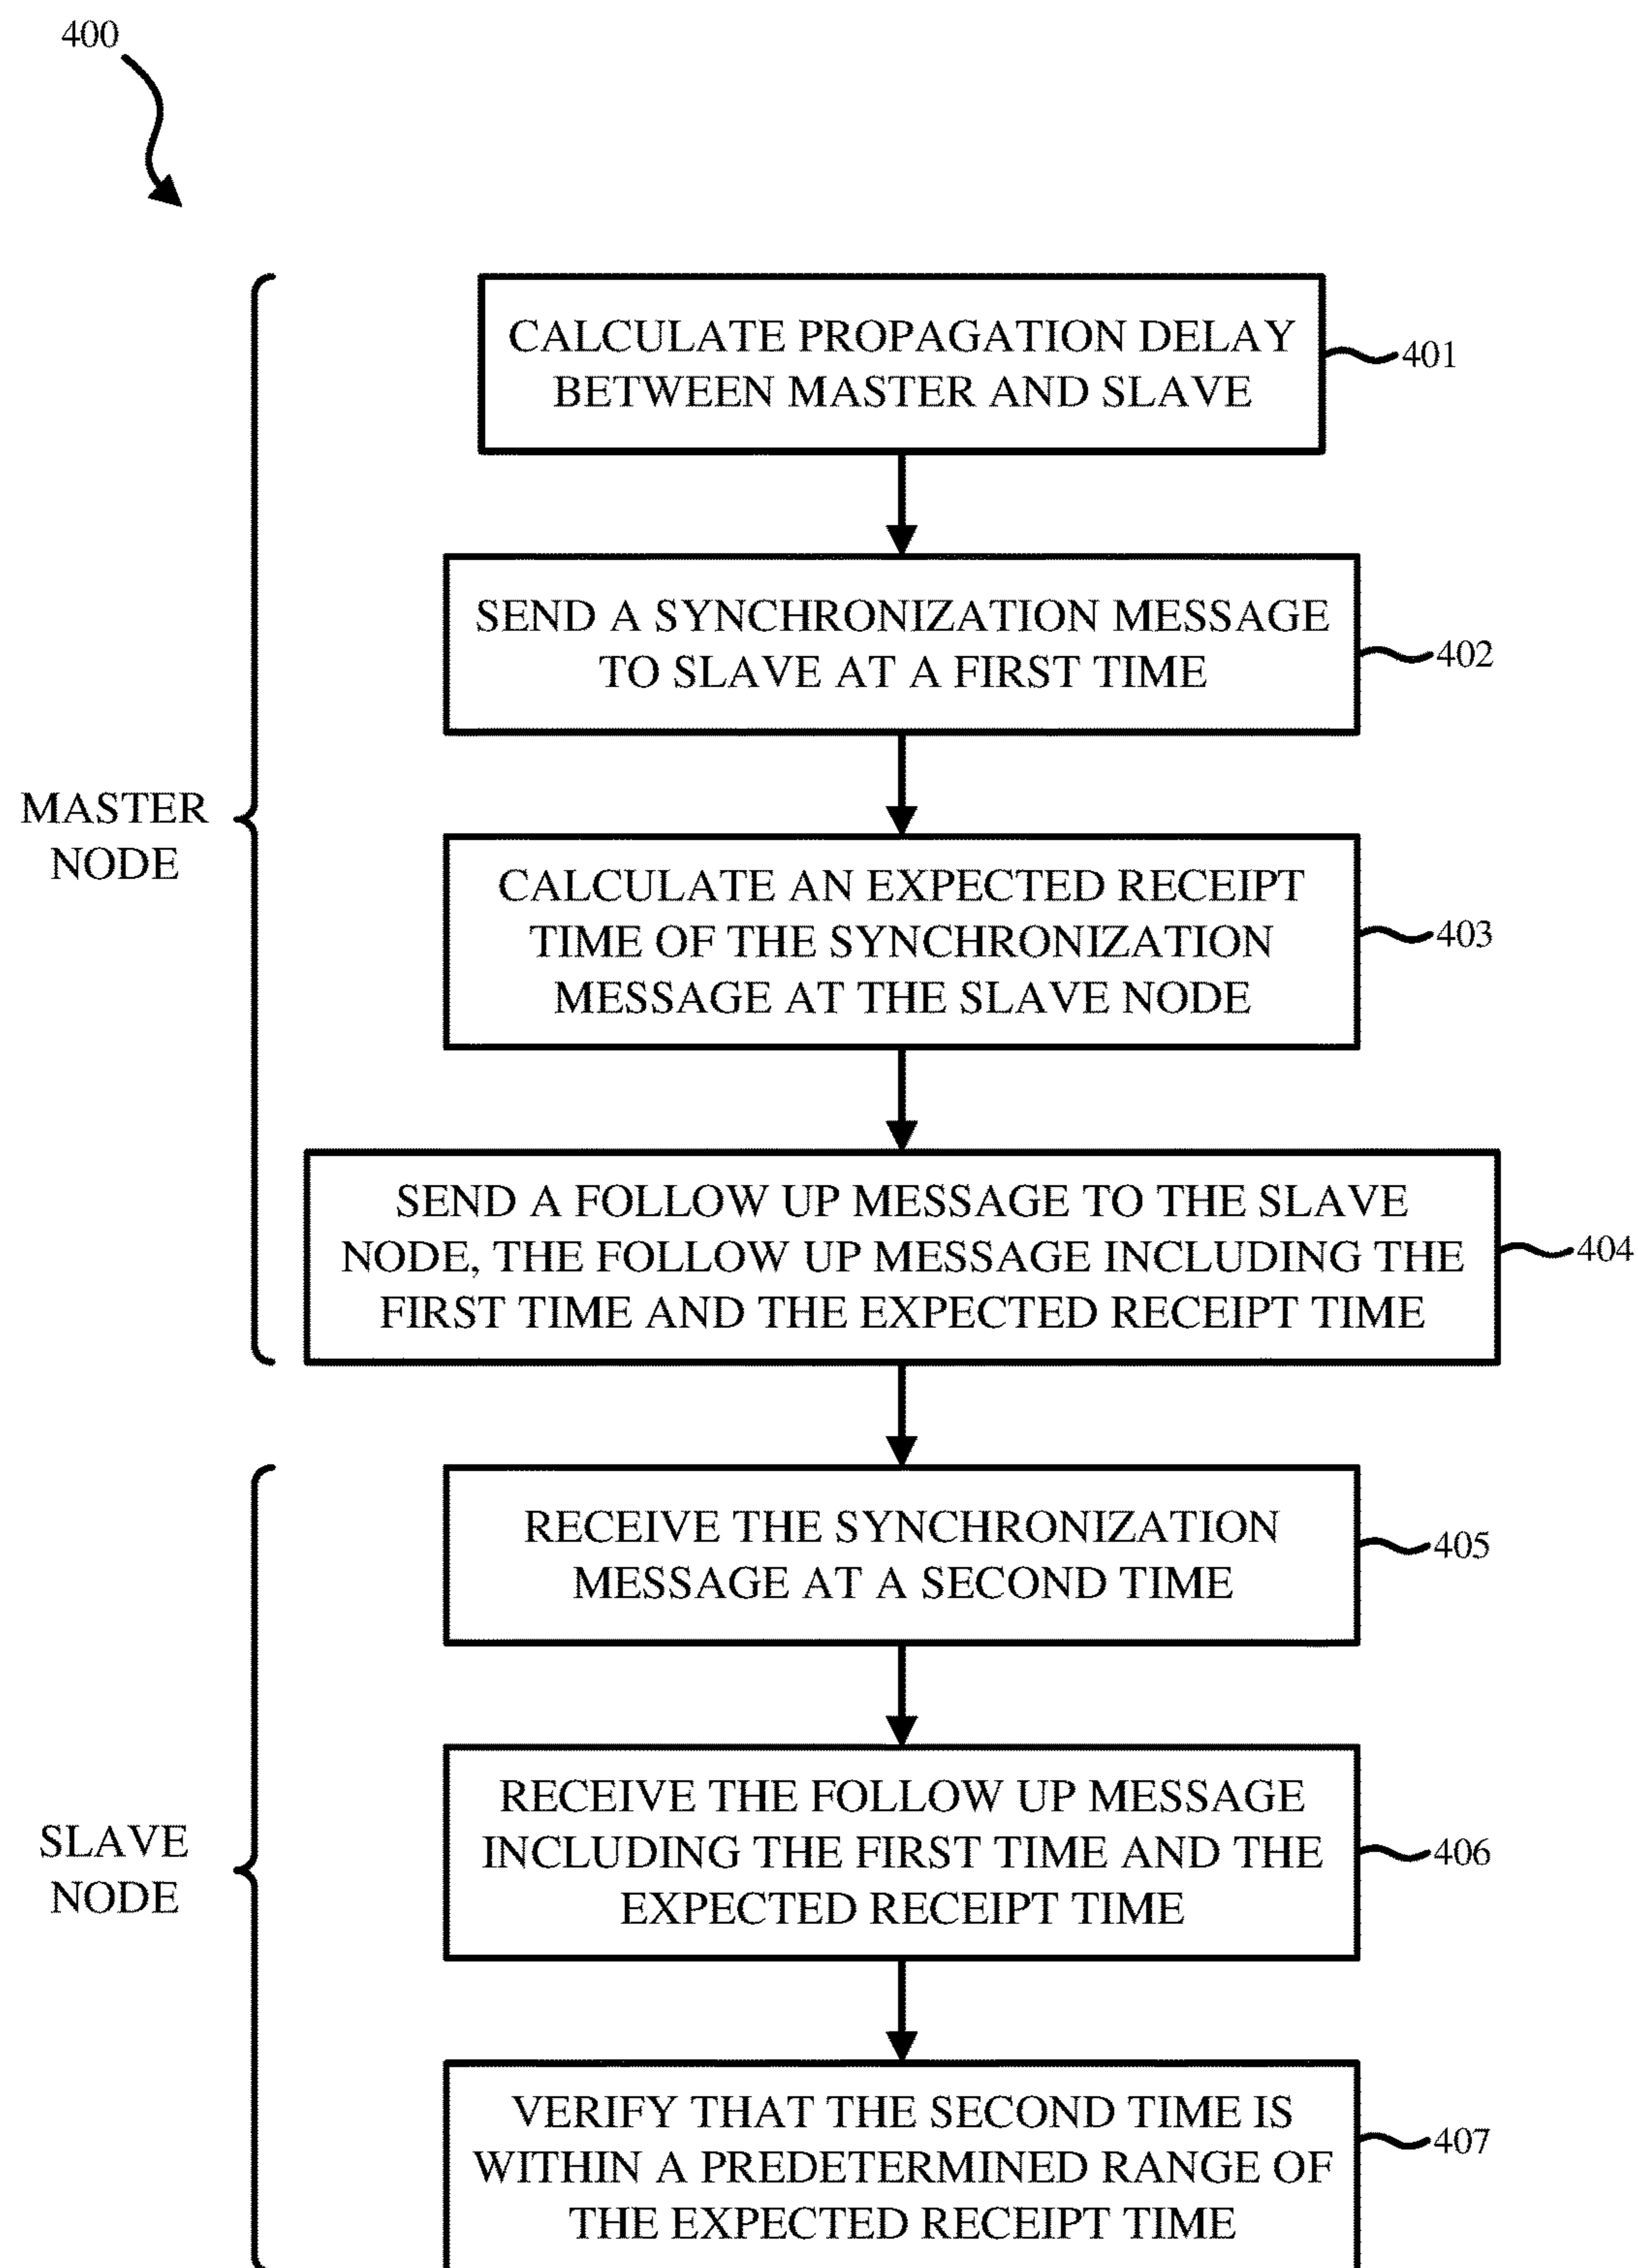 400
CALCULATE PROPAGATION DELAY
BETWEEN MASTER AND SLAVE
401
SEND A SYNCHRONIZATION MESSAGE
TO SLAVE AT A FIRST TIME
402
MASTER
NODE
CALCULATE AN EXPECTED RECEIPT
TIME OF THE SYNCHRONIZATION
MESSAGE AT THE SLAVE NODE
403
SEND A FOLLOW UP MESSAGE TO THE SLAVE
NODE, THE FOLLOW UP MESSAGE INCLUDING THE
FIRST TIME AND THE EXPECTED RECEIPT TIME
404
RECEIVE THE SYNCHRONIZATION
MESSAGE AT A SECOND TIME
405
SLAVE
NODE
RECEIVE THE FOLLOW UP MESSAGE
INCLUDING THE FIRST TIME AND THE
EXPECTED RECEIPT TIME
406
VERIFY THAT THE SECOND TIME IS
WITHIN A PREDETERMINED RANGE OF
THE EXPECTED RECEIPT TIME
407